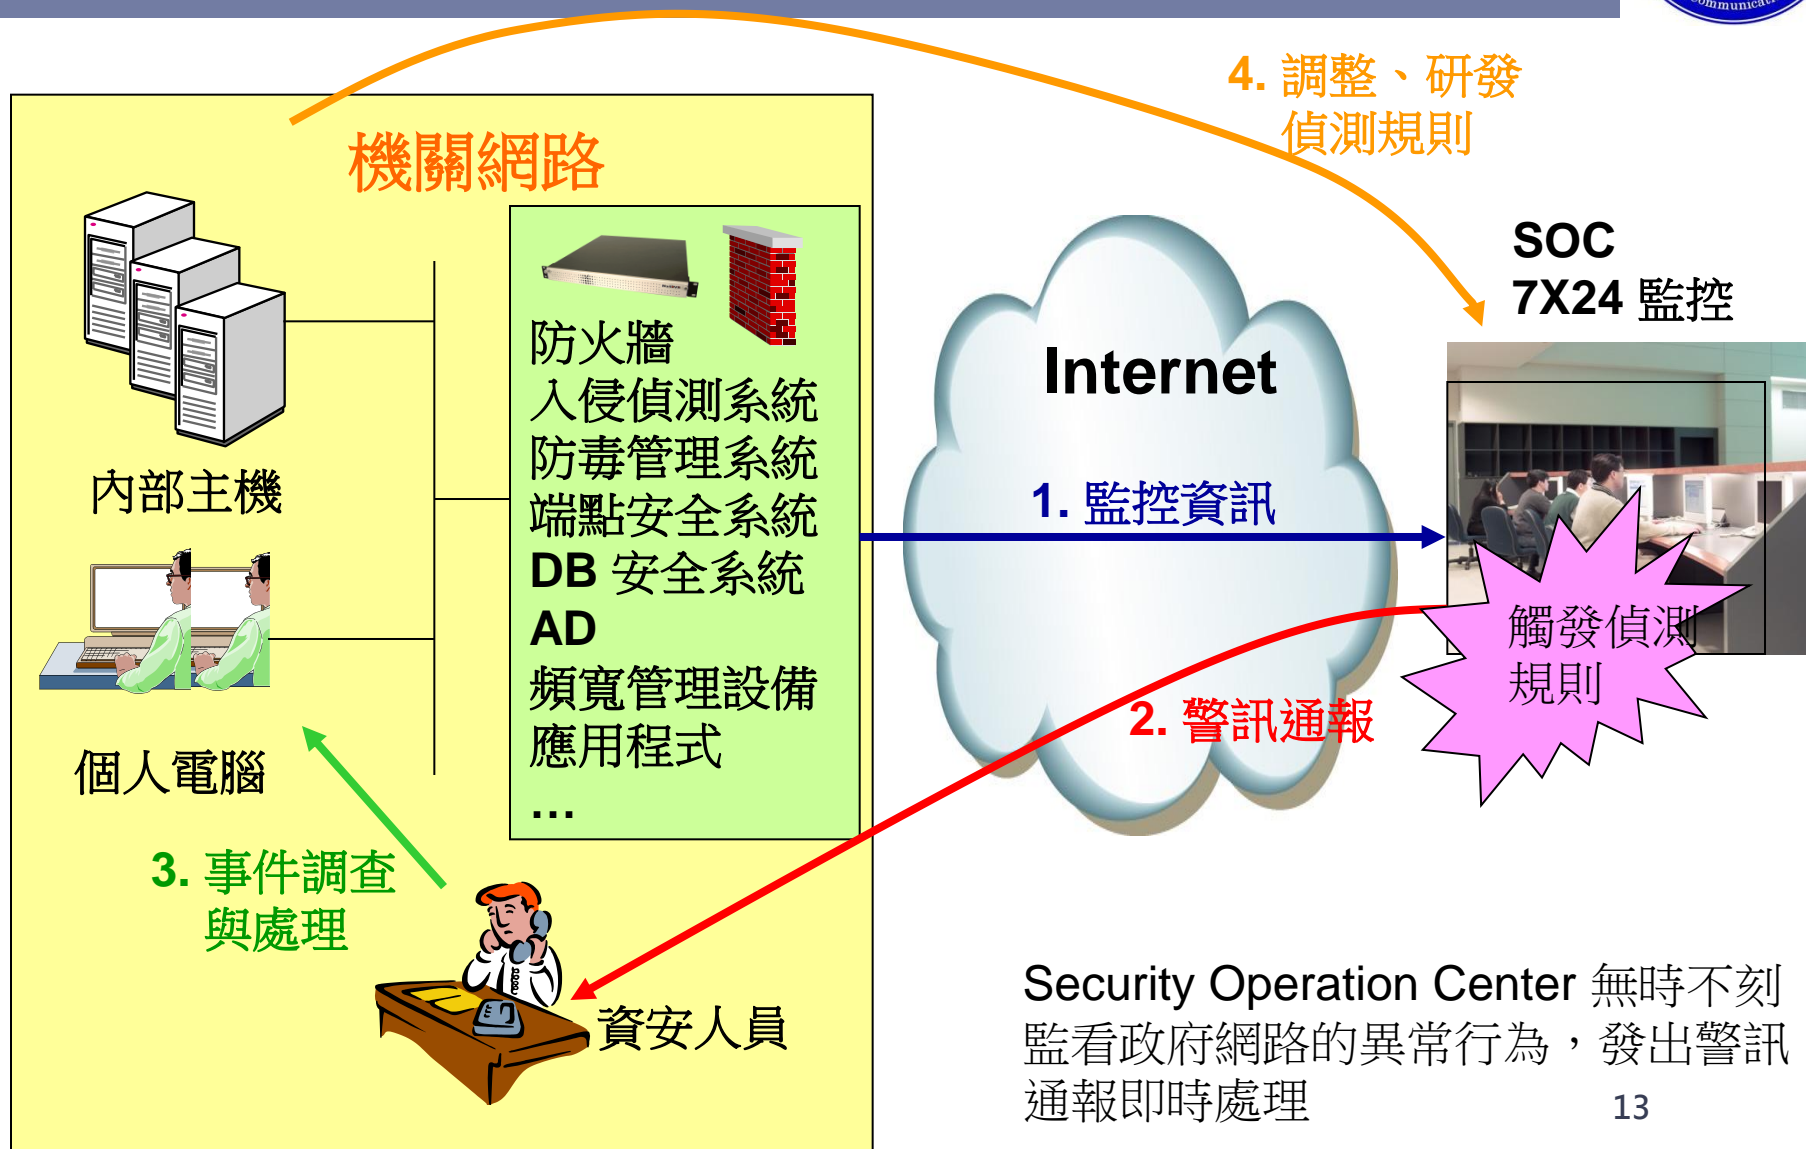 4. 調整、研發
偵測規則
機關網路
SOC
7X24 監控
防火牆
入侵偵測系統
防毒管理系統
端點安全系統
DB 安全系統
AD
頻寬管理設備
應用程式
…
內部主機
個人電腦
Internet
1. 監控資訊
觸發偵測
規則
2. 警訊通報
3. 事件調查
與處理
資安人員
Security Operation Center 無時不刻
監看政府網路的異常行為，發出警訊
通報即時處理
13